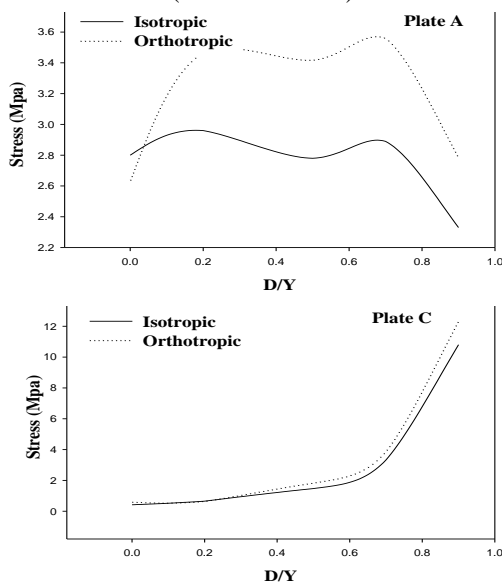 Plate A
Isotropic
Orthotropic
3.6
3.4
3.2
3.0
2.8
2.6
2.4
2.2
Stress (Mpa)
0.0 0.2 0.4 0.6 0.8 1.0
D/Y
Plate C
Isotropic
Orthotropic
12
10
8
6
4
2
0
Stress (Mpa)
0.0 0.2 0.4 0.6 0.8 1.0
D/Y